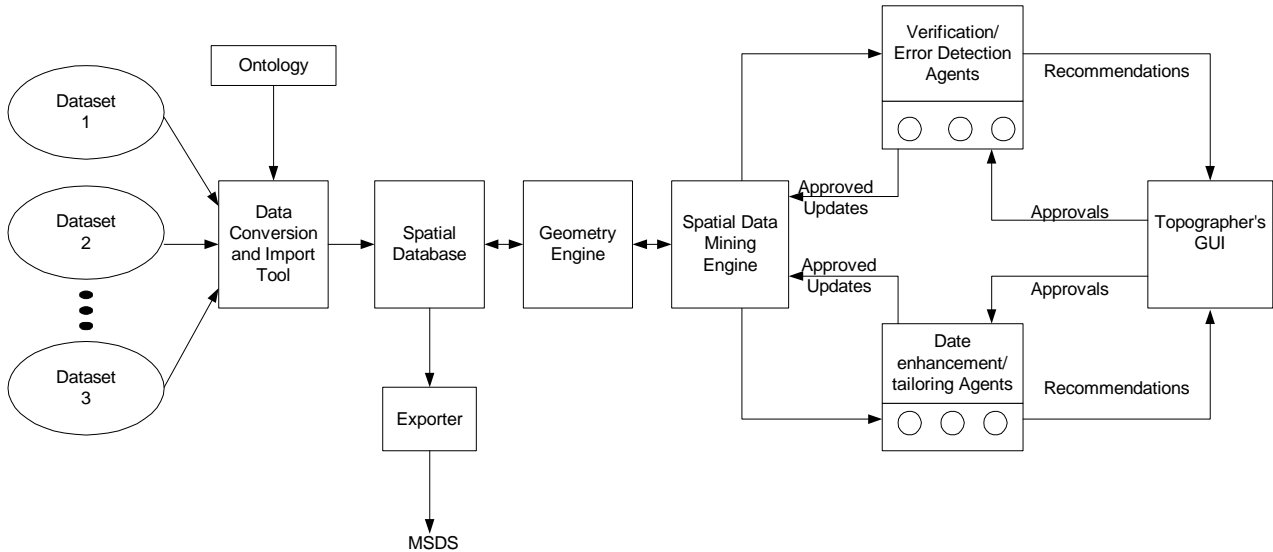 Ontology
Dataset
1
Dataset
2
Dataset
3
Data
Conversion
and Import
Tool
Spatial
Database
Exporter
MSDS
Geometry
Engine
Spatial Data
Mining
Engine
Verification/
Error Detection
Agents
Recommendations
Approved
Updates
Approvals
Topographer's
GUI
Approved
Updates
Approvals
Date
enhancement/
tailoring Agents
Recommendations